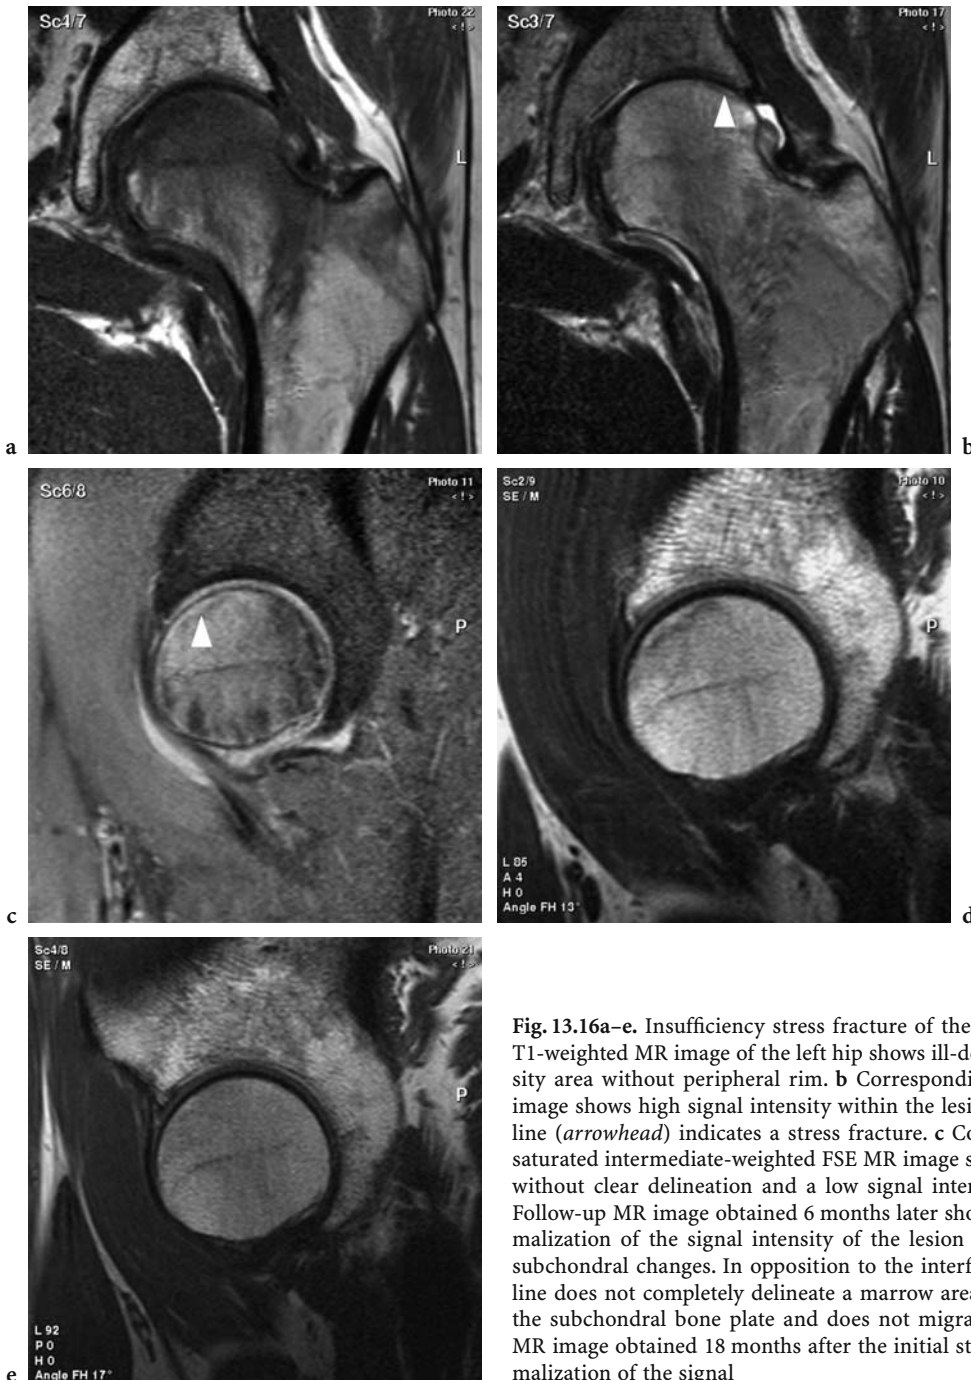 Sc4/7
Photo 22
< ! >
L
a
Sc3/7
Photo 17
< ! >
L
b
Sc6/8
Photo 11
< ! >
P
c
Sc2/9
SE / M
Photo 10
< ! >
P
L 85
A 4
H 0
Angle FH 13°
d
Sc4/8
SE / M
Photo 21
< ! >
P
L 92
P 0
H 0
Angle FH 17°
e
Fig. 13.16a–e. Insufficiency stress fracture of the
T1-weighted MR image of the left hip shows ill-de
sity area without peripheral rim. b Correspondi
image shows high signal intensity within the lesi
line (arrowhead) indicates a stress fracture. c Co
saturated intermediate-weighted FSE MR image s
without clear delineation and a low signal inter
Follow-up MR image obtained 6 months later sho
malization of the signal intensity of the lesion
subchondral changes. In opposition to the interf
line does not completely delineate a marrow area
the subchondral bone plate and does not migra
MR image obtained 18 months after the initial st
malization of the signal